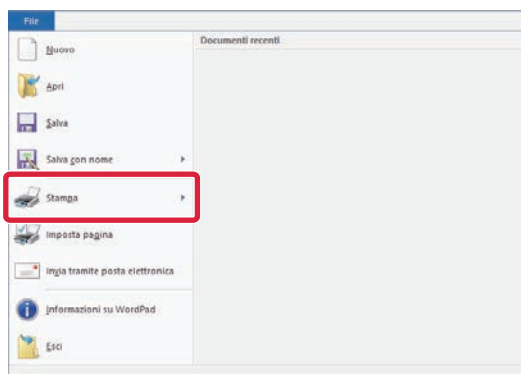 File
Documenti recenti
Nuovo
Apri
Salva
Salva con nome
Stampa
Imposta pagina
Invia tramite posta elettronica
Informazioni su WordPad
Esci